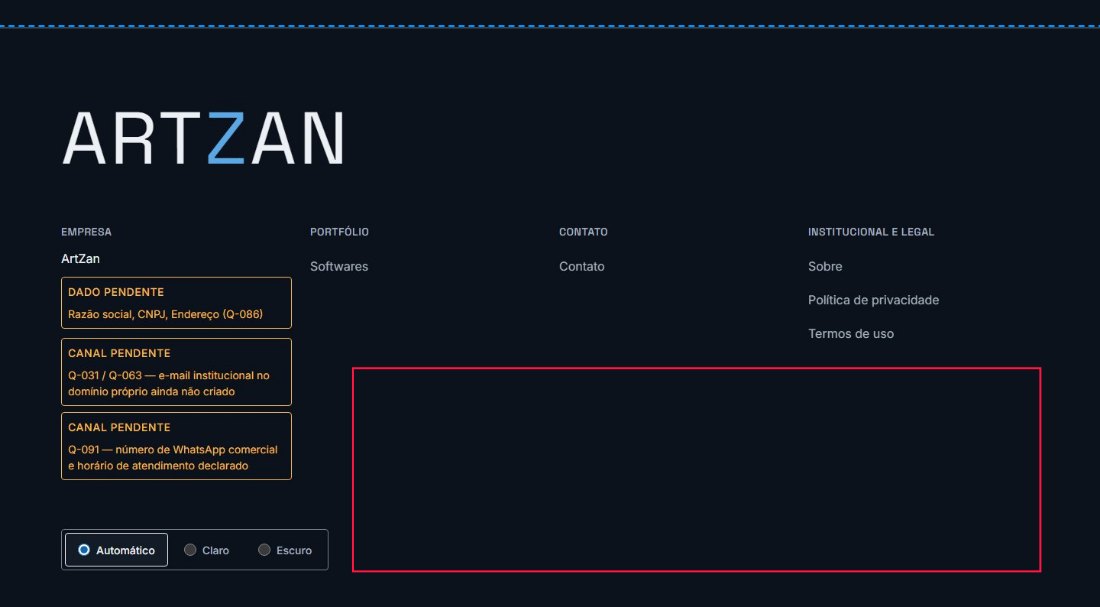 ARTZAN
EMPRESA
ArtZan
DADO PENDENTE
Razão social, CNPJ, Endereço (Q-086)
CANAL PENDENTE
Q-031 / Q-063 — e-mail institucional no
domínio próprio ainda não criado
CANAL PENDENTE
Q-091 — número de WhatsApp comercial
e horário de atendimento declarado
PORTFÓLIO
Softwares
CONTATO
Contato
INSTITUCIONAL E LEGAL
Sobre
Política de privacidade
Termos de uso
Automático
Claro
Escuro